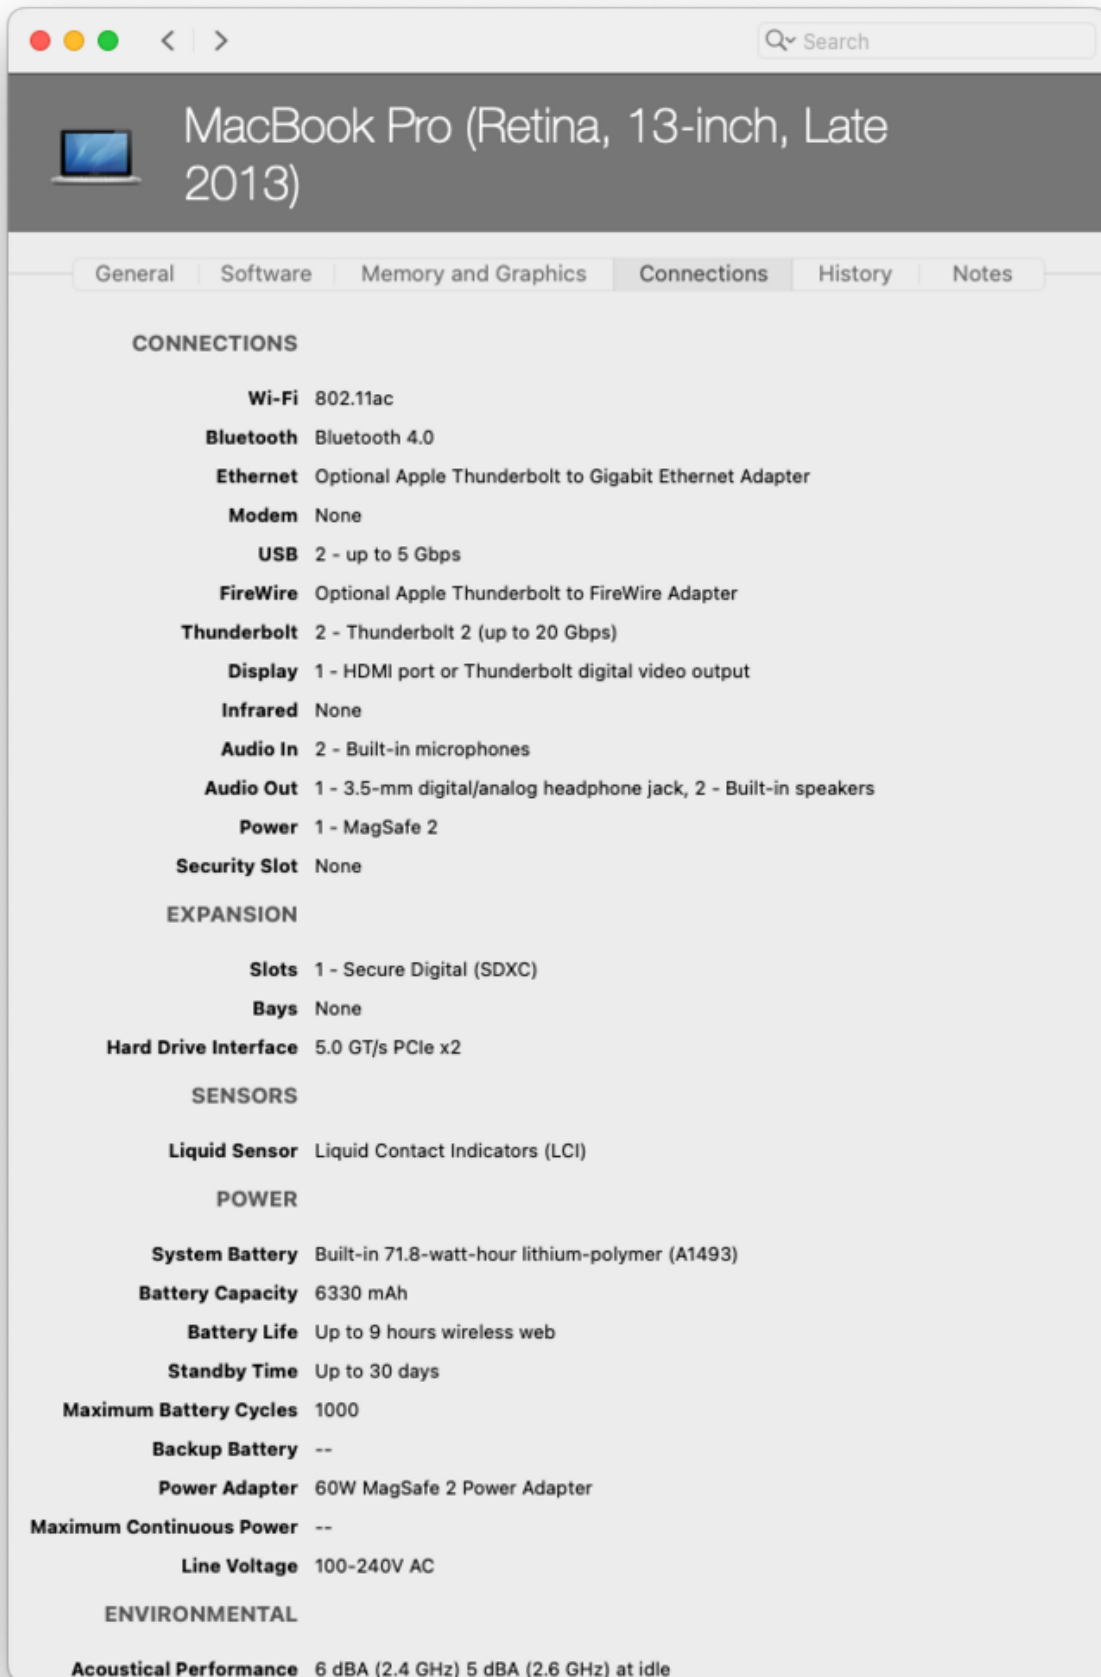 Search
MacBook Pro (Retina, 13-inch, Late
2013)
General Software Memory and Graphics Connections History Notes
CONNECTIONS
Wi-Fi 802.11ac
Bluetooth Bluetooth 4.0
Ethernet Optional Apple Thunderbolt to Gigabit Ethernet Adapter
Modem None
USB 2 - up to 5 Gbps
FireWire Optional Apple Thunderbolt to FireWire Adapter
Thunderbolt 2 - Thunderbolt 2 (up to 20 Gbps)
Display 1 - HDMI port or Thunderbolt digital video output
Infrared None
Audio In 2 - Built-in microphones
Audio Out 1 - 3.5-mm digital/analog headphone jack, 2 - Built-in speakers
Power 1 - MagSafe 2
Security Slot None
EXPANSION
Slots 1 - Secure Digital (SDXC)
Bays None
Hard Drive Interface 5.0 GT/s PCIe x2
SENSORS
Liquid Sensor Liquid Contact Indicators (LCI)
POWER
System Battery Built-in 71.8-watt-hour lithium-polymer (A1493)
Battery Capacity 6330 mAh
Battery Life Up to 9 hours wireless web
Standby Time Up to 30 days
Maximum Battery Cycles 1000
Backup Battery --
Power Adapter 60W MagSafe 2 Power Adapter
Maximum Continuous Power --
Line Voltage 100-240V AC
ENVIRONMENTAL
Acoustical Performance 6 dBA (2.4 GHz) 5 dBA (2.6 GHz) at idle